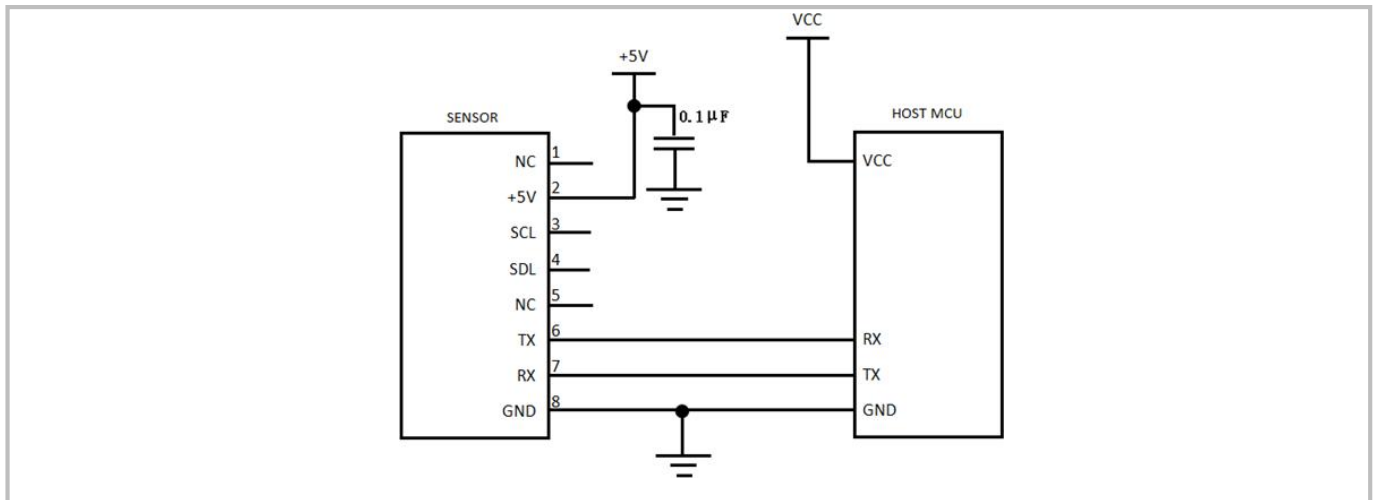 VCC
+5V
0.1μF
SENSOR
HOST MCU
NC 1
+5V 2
SCL 3
SDL 4
NC 5
TX 6
RX 7
GND 8
VCC
RX
TX
GND